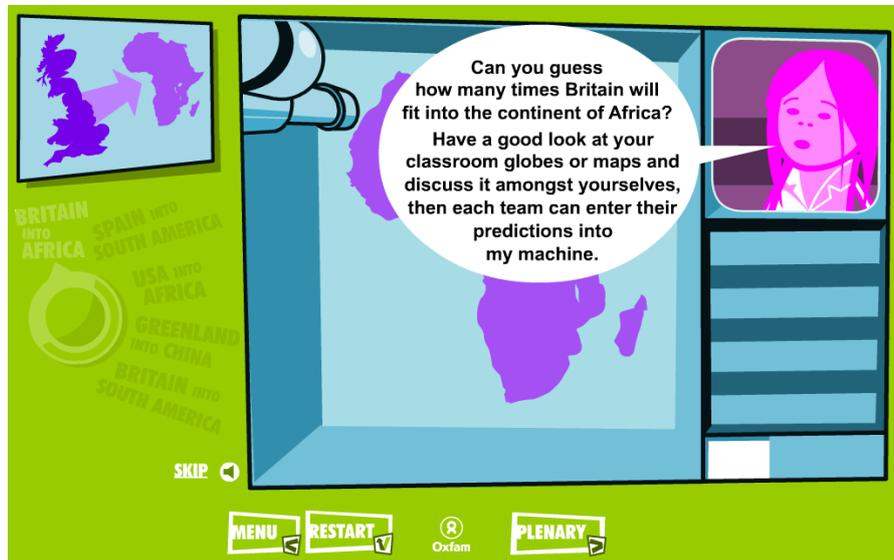 Can you guess
how many times Britain will
fit into the continent of Africa?
Have a good look at your
classroom globes or maps and
discuss it amongst yourselves,
then each team can enter their
predictions into
my machine.
BRITAIN
INTO
AFRICA
SPAIN INTO
SOUTH AMERICA
USA INTO
AFRICA
GREENLAND
INTO CHINA
BRITAIN INTO
SOUTH AMERICA
SKIP
MENU
RESTART
Oxfam
PLENARY